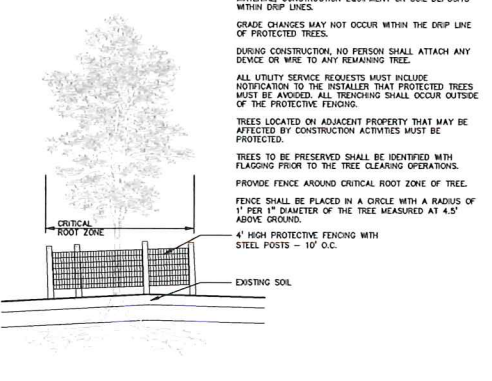 WITHIN DRIP LINES.
GRADE CHANGES MAY NOT OCCUR WITHIN THE DRIP LINE
OF PROTECTED TREES.
DURING CONSTRUCTION, NO PERSON SHALL ATTACH ANY
DEVICE OR WIRE TO ANY REMAINING TREE.
ALL UTILITY SERVICE REQUESTS MUST INCLUDE
NOTIFICATION TO THE INSTALLER THAT PROTECTED TREES
MUST BE AVOIDED. ALL TRENCHING SHALL OCCUR OUTSIDE
OF THE PROTECTIVE FENCING.
TREES LOCATED ON ADJACENT PROPERTY THAT MAY BE
AFFECTED BY CONSTRUCTION ACTIVITIES MUST BE
PROTECTED.
TREES TO BE PRESERVED SHALL BE IDENTIFIED WITH
FLAGGING PRIOR TO THE TREE CLEARING OPERATIONS.
PROVIDE FENCE AROUND CRITICAL ROOT ZONE OF TREE.
FENCE SHALL BE PLACED IN A CIRCLE WITH A RADIUS OF
1' PER 1" DIAMETER OF THE TREE MEASURED AT 4.5'
ABOVE GROUND.
CRITICAL
ROOT ZONE
4' HIGH PROTECTIVE FENCING WITH
STEEL POSTS - 10' O.C.
EXISTING SOIL